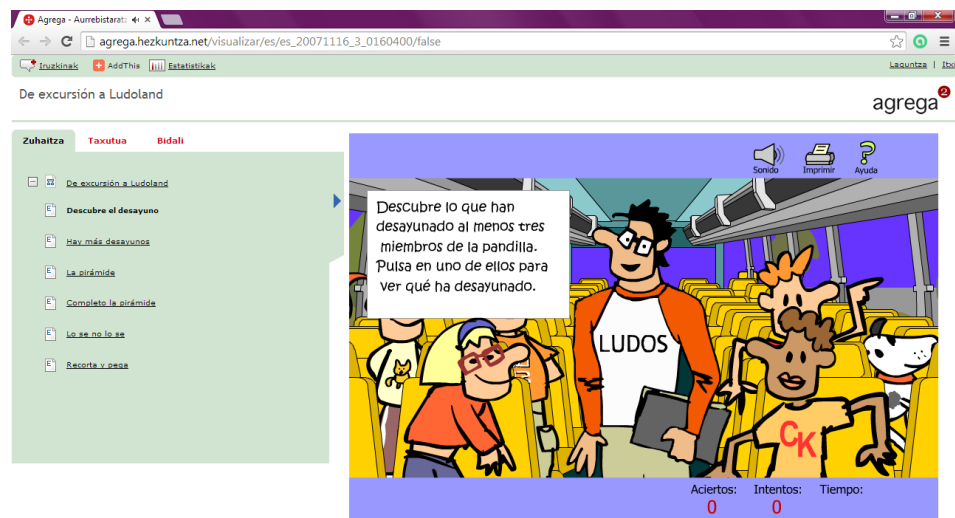 Agrega - Aurrebistarat
agrega.hezkuntza.net/visualizar/es/es_20071116_3_0160400/false
Iruzkinak AddThis Estatistikak
Laguntza |
De excursión a Ludoland
agrega 2
Zuhaitza Taxutua Bidali
De excursión a Ludoland
Descubre el desayuno
Hay más desayunos
La pirámide
Completo la pirámide
Lo se no lo se
Recorta y pega
Sonido Imprimir Ayuda
Descubre lo que han
desayunado al menos tres
miembros de la pandilla.
Pulsa en uno de ellos para
ver qué ha desayunado.
LUDOS
CK
Aciertos: Intentos: Tiempo:
0 0